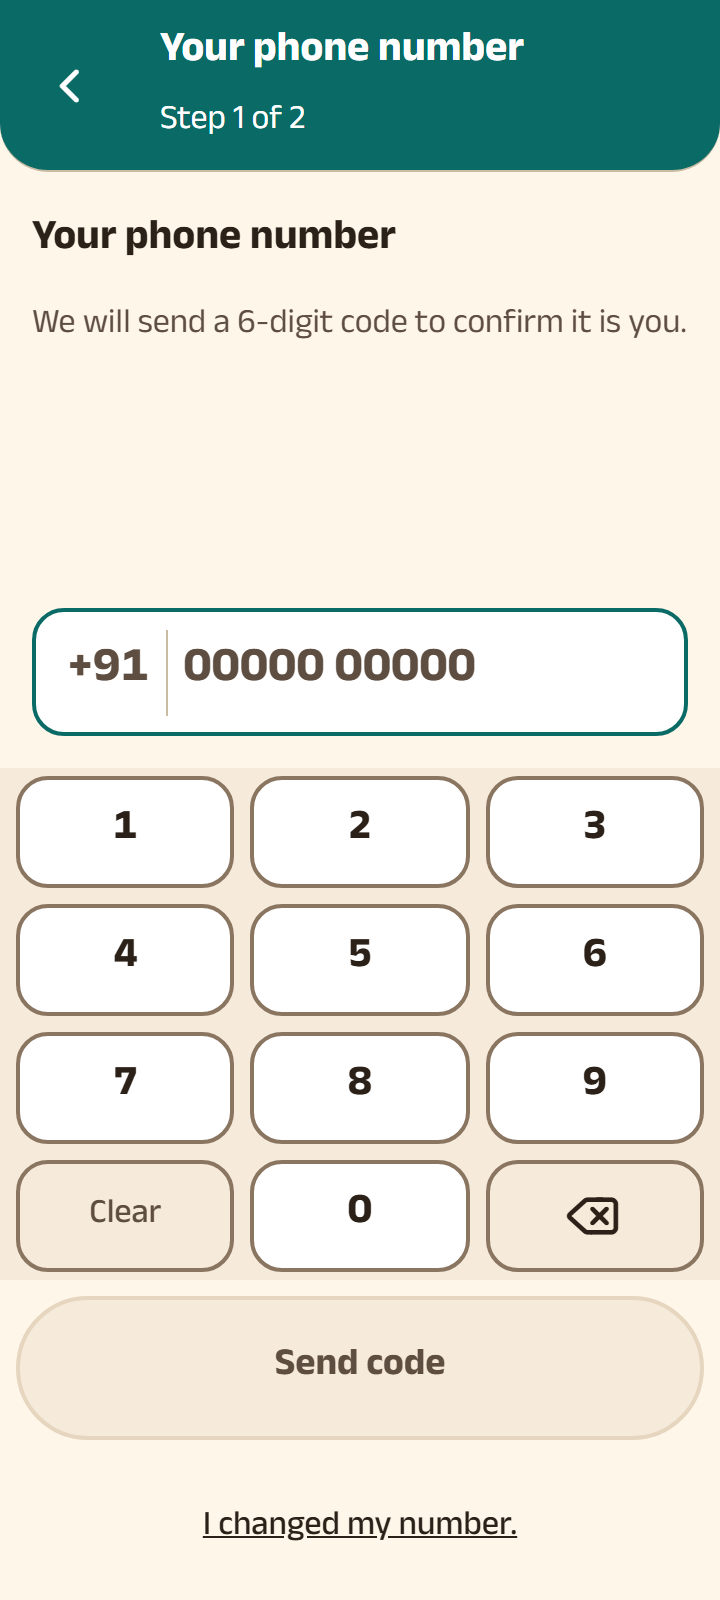 Your phone number
Step 1 of 2
Your phone number
We will send a 6-digit code to confirm it is you.
+91 00000 00000
1 2 3
4 5 6
7 8 9
Clear 0
Send code
I changed my number.